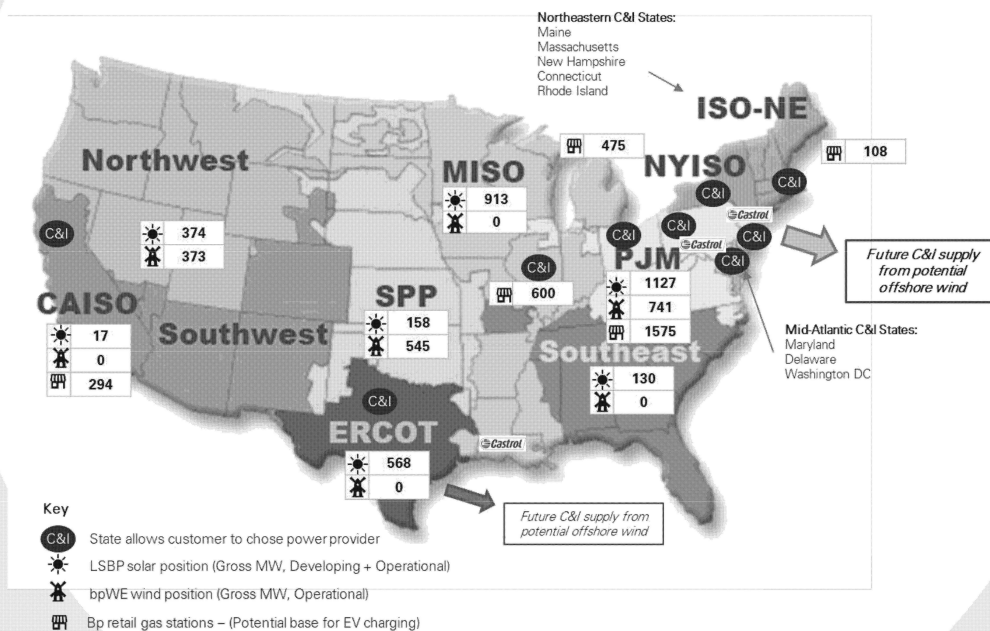 Northeastern C&I States:
Maine
Massachusetts
New Hampshire
Connecticut
Rhode Island
ISO-NE
475
108
NYISO
MISO
913
0
Northwest
C&I
C&I
C&I
Castrol
C&I
374
373
C&I
C&I
Castrol
C&I
C&I
PJM
1127
741
1575
C&I
600
Future C&I supply
from potential
offshore wind
CAISO
17
0
294
SPP
158
545
Southwest
Southeast
130
0
Mid-Atlantic C&I States:
Maryland
Delaware
Washington DC
C&I
ERCOT
568
0
Castrol
Future C&I supply from
potential offshore wind
Key
C&I State allows customer to chose power provider
LSBP solar position (Gross MW, Developing + Operational)
bpWE wind position (Gross MW, Operational)
Bp retail gas stations – (Potential base for EV charging)